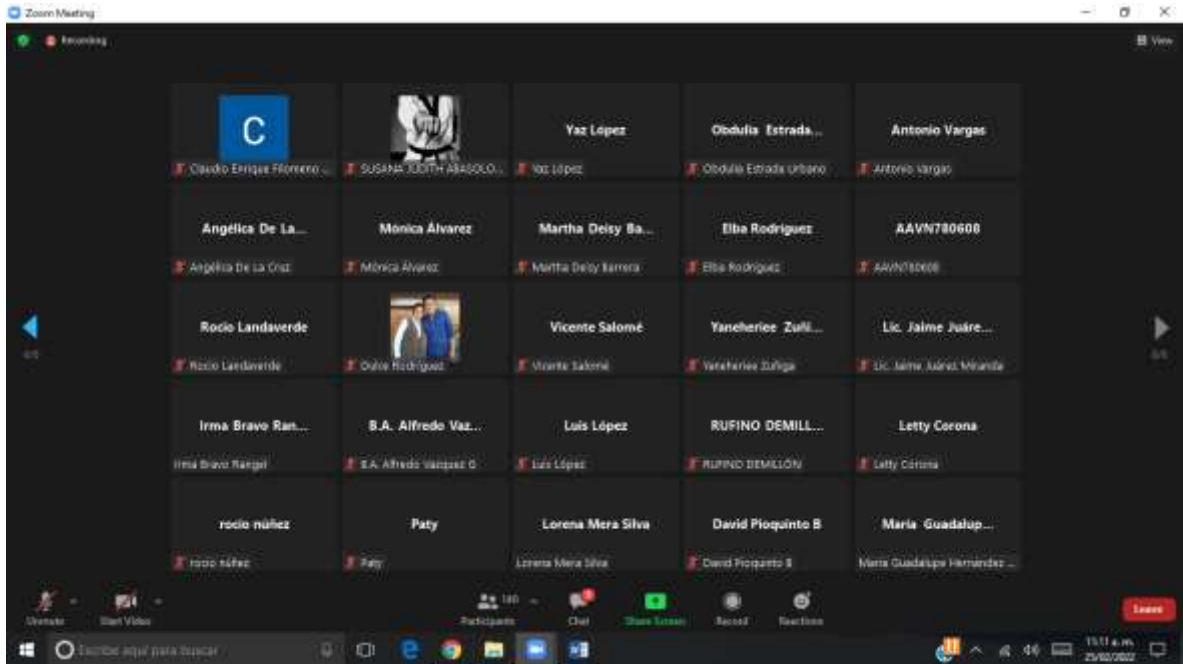 Zoom Meeting
Recording
View
C
Claudio Enrique Filomeno ...
SUSANA JUDITH ABASOLO...
Yaz López
Yaz López
Obdulia Estrada...
Obdulia Estrada Urbano
Antonio Vargas
Antonio Vargas
Angélica De La...
Angélica De La Cruz
Mónica Álvarez
Mónica Álvarez
Martha Deisy Ba...
Martha Deisy Barrera
Elba Rodriguez
Elba Rodriguez
AAVN780608
AAVN780608
Rocio Landaverde
Rocio Landaverde
Dulce Rodríguez
Vicente Salomé
Vicente Salomé
Yaneheriee Zuñi...
Yaneheriee Zuñiga
Lic. Jaime Juáre...
Lic. Jaime Juárez Miranda
Irma Bravo Ran...
Irma Bravo Rangel
B.A. Alfredo Vaz...
B.A. Alfredo Vazquez G
Luis López
Luis López
RUFINO DEMILL...
RUFINO DEMILLÓN
Letty Corona
Letty Corona
rocio núñez
rocio núñez
Paty
Paty
Lorena Mera Silva
Lorena Mera Silva
David Pioquinto B
David Pioquinto B
Maria Guadalup...
Maria Guadalupe Hernández ...
Unmute
Start Video
Participants
Chat
Share Screen
Record
Reactions
Leave
Escribe aquí para buscar
11:11 a.m.
25/02/2022